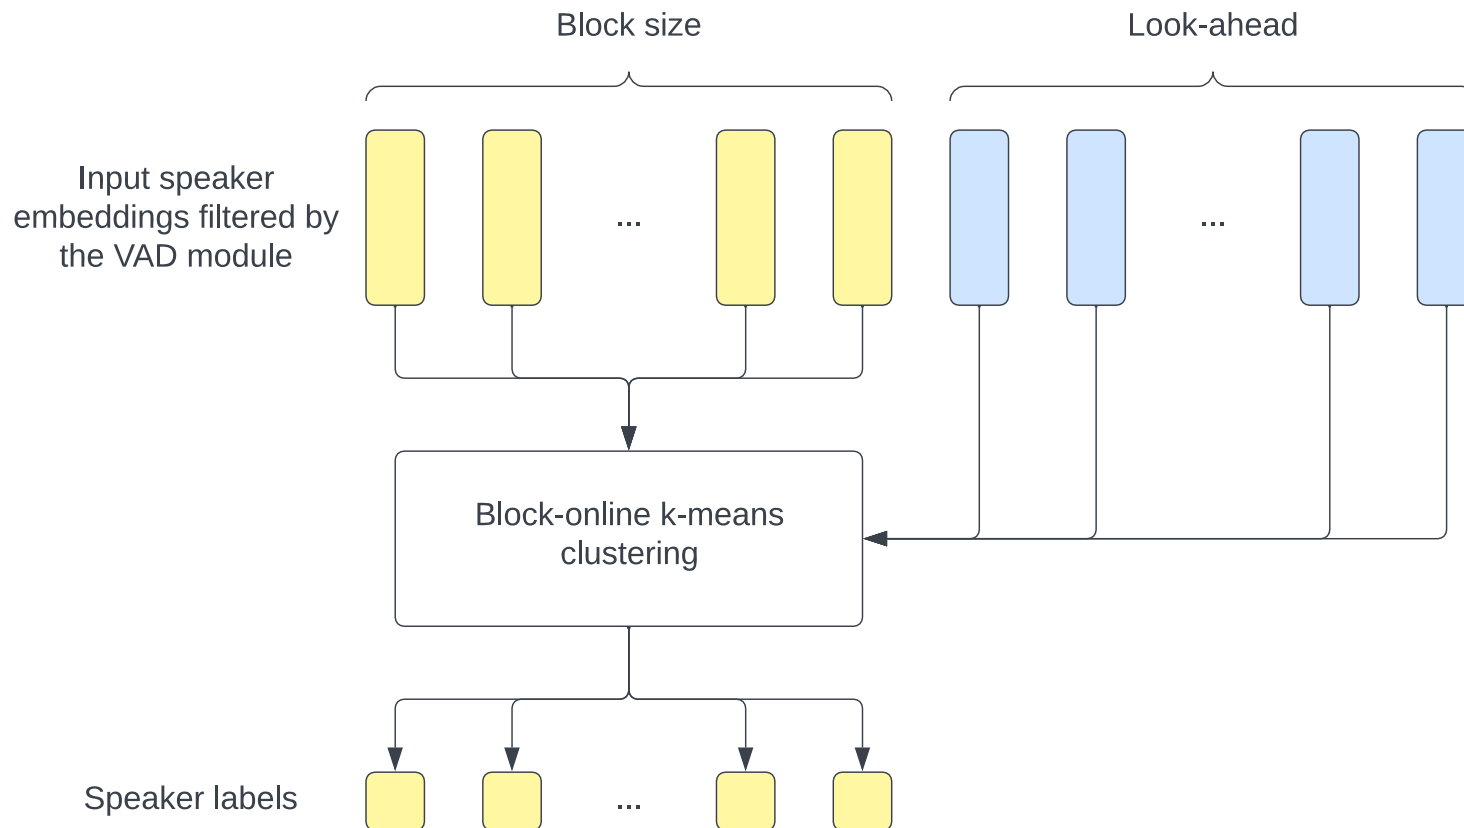 Block size
Look-ahead
Input speaker
embeddings filtered by
the VAD module
...
...
Block-online k-means
clustering
Speaker labels
...